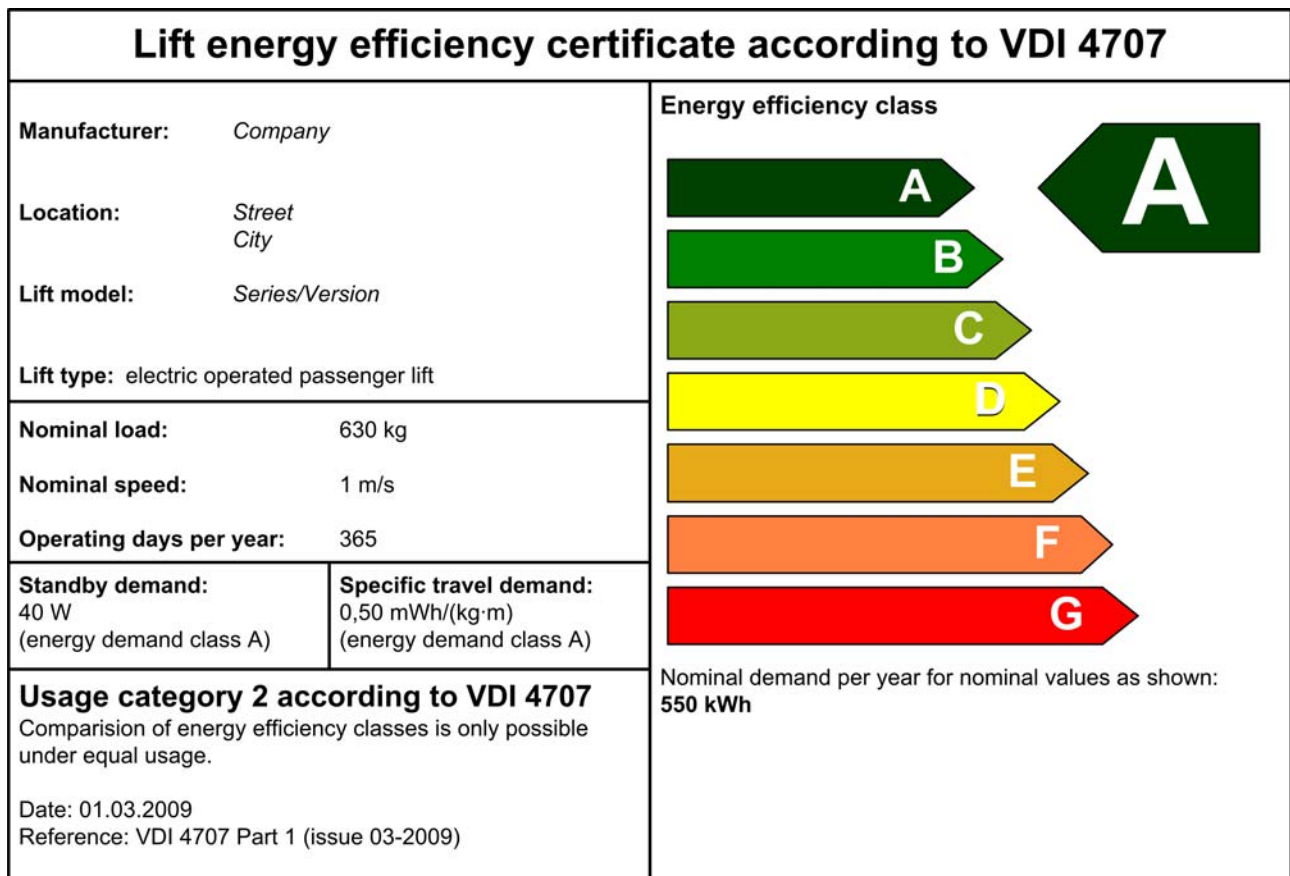 Lift energy efficiency certificate according to VDI 4707
Manufacturer: Company
Location: Street
City
Lift model: Series/Version
Lift type: electric operated passenger lift
Nominal load: 630 kg
Nominal speed: 1 m/s
Operating days per year: 365
Standby demand:
40 W
(energy demand class A)
Specific travel demand:
0,50 mWh/(kg·m)
(energy demand class A)
Usage category 2 according to VDI 4707
Comparision of energy efficiency classes is only possible
under equal usage.
Date: 01.03.2009
Reference: VDI 4707 Part 1 (issue 03-2009)
Energy efficiency class
A
A
B
C
D
E
F
G
Nominal demand per year for nominal values as shown:
550 kWh